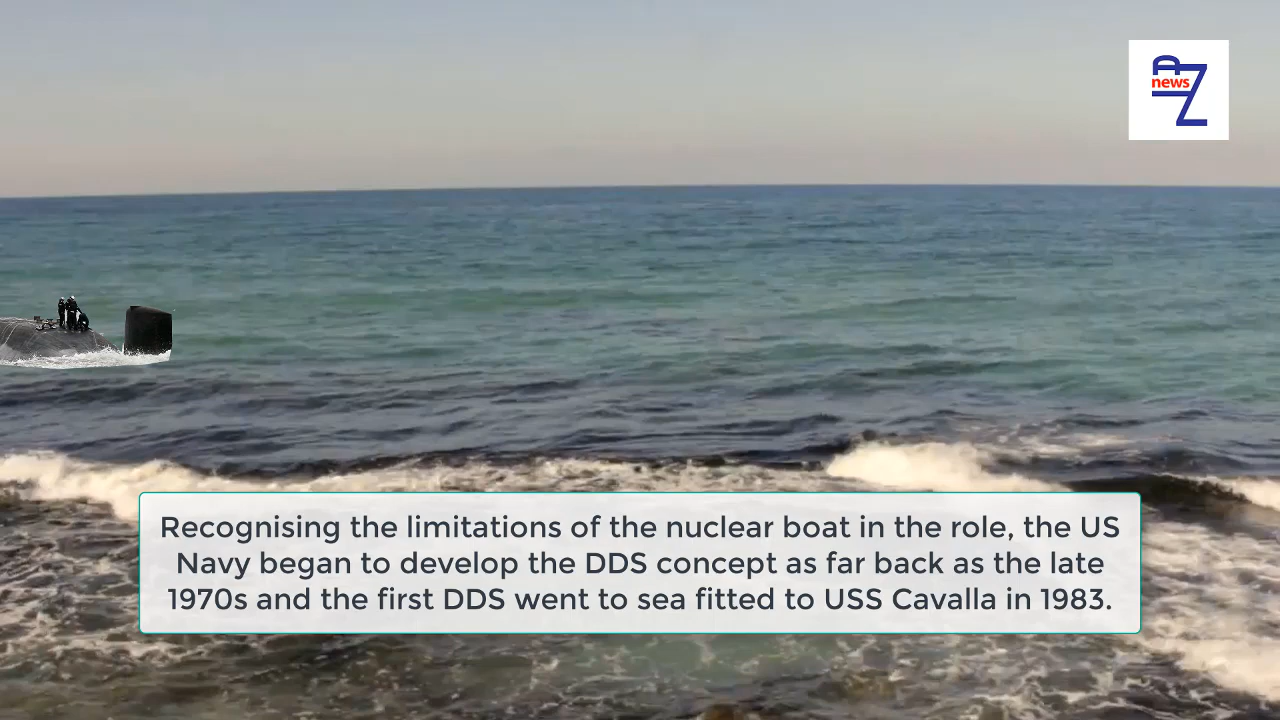 A
news
Z
Recognising the limitations of the nuclear boat in the role, the US
Navy began to develop the DDS concept as far back as the late
1970s and the first DDS went to sea fitted to USS Cavalla in 1983.